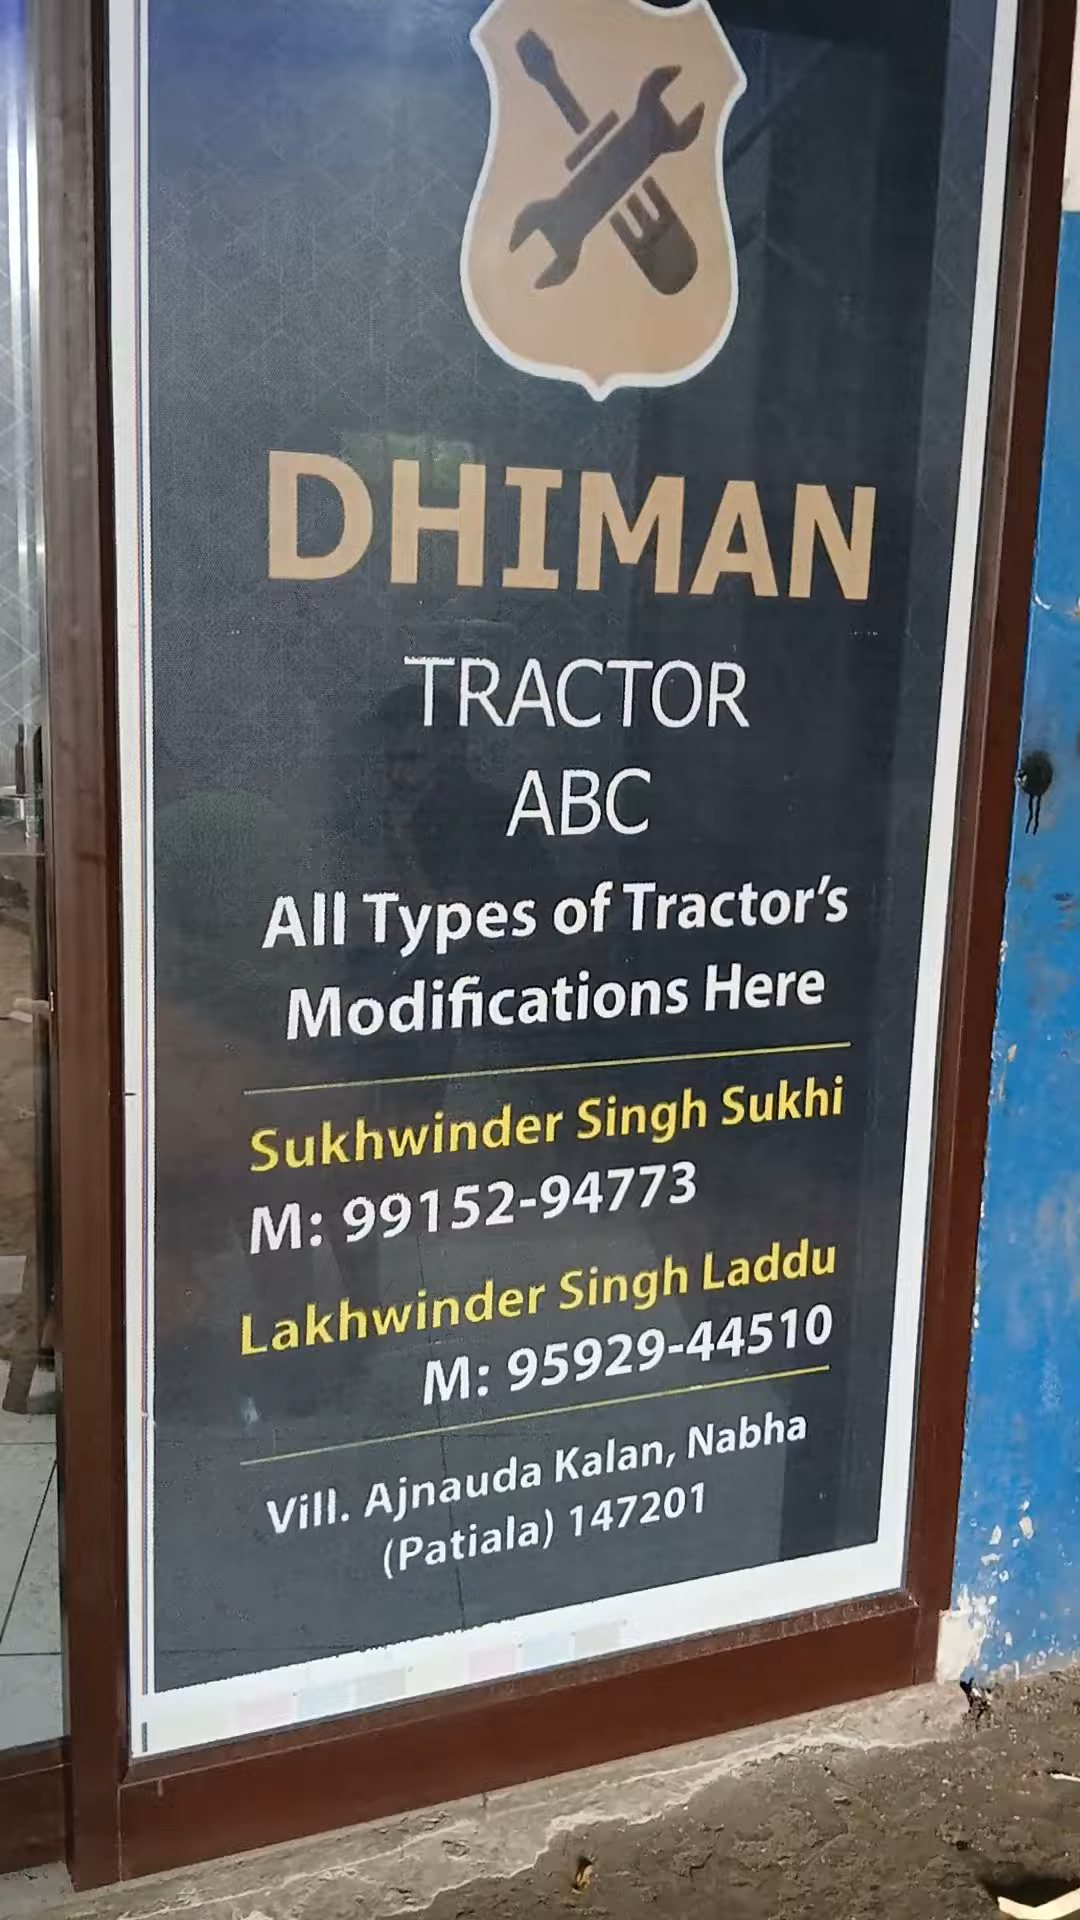 DHIMAN
TRACTOR
ABC
All Types of Tractor's
Modifications Here
Sukhwinder Singh Sukhi
M: 99152-94773
Lakhwinder Singh Laddu
M: 95929-44510
Vill. Ajnauda Kalan, Nabha
(Patiala) 147201